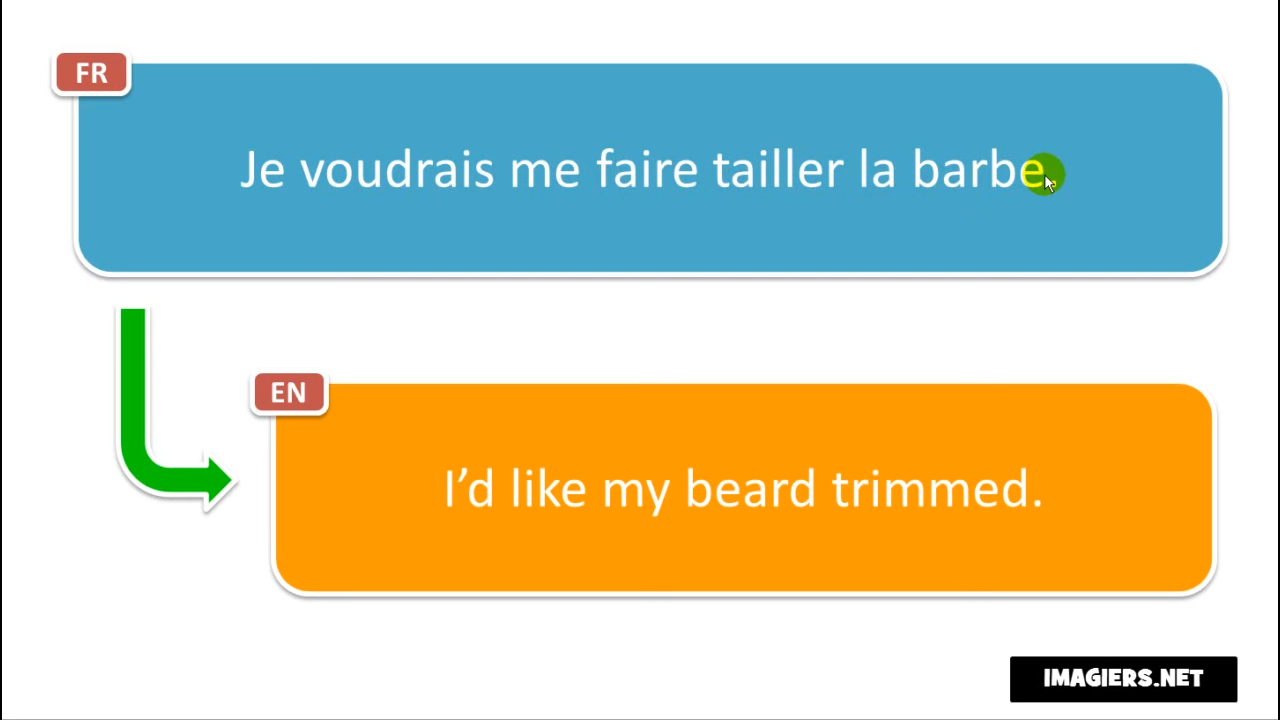 FR
Je voudrais me faire tailler la barbe.
EN
I’d like my beard trimmed.
IMAGIERS.NET